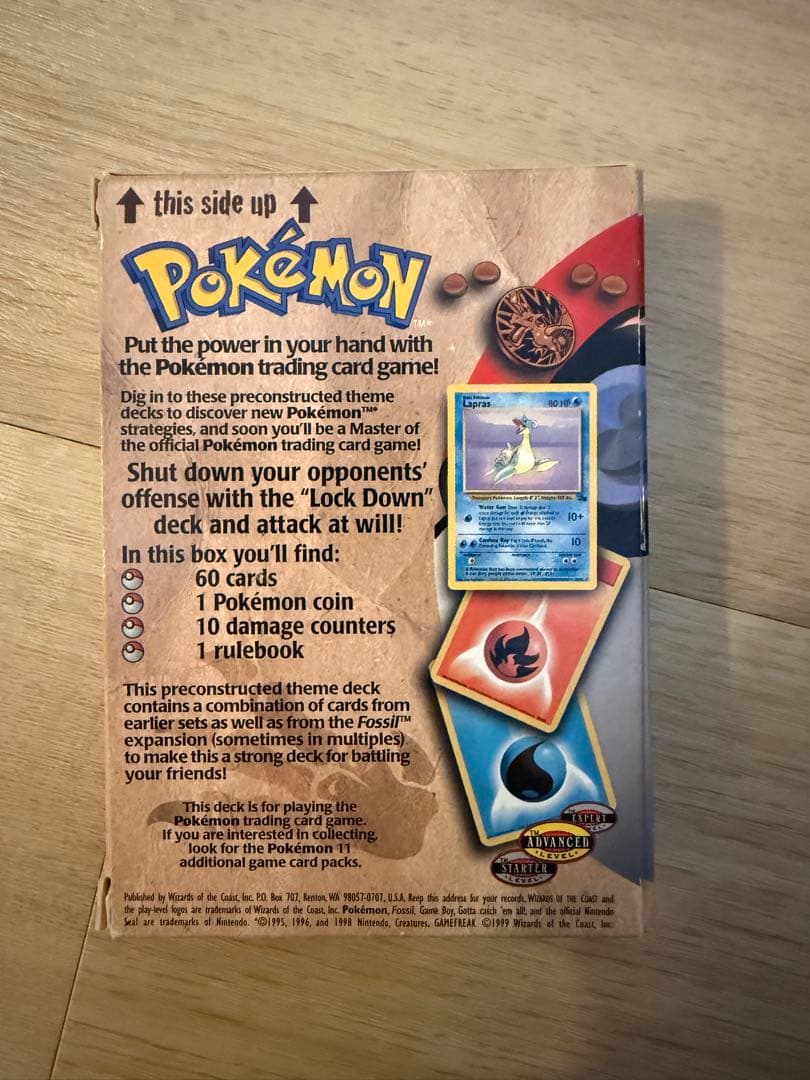 this side up
POKéMON
TM*
Put the power in your hand with
the Pokémon trading card game!
Dig in to these preconstructed theme
decks to discover new Pokémon™*
strategies, and soon you'll be a Master of
the official Pokémon trading card game!
Shut down your opponents'
offense with the "Lock Down"
deck and attack at will!
In this box you'll find:
60 cards
1 Pokémon coin
10 damage counters
1 rulebook
This preconstructed theme deck
contains a combination of cards from
earlier sets as well as from the Fossil™
expansion (sometimes in multiples)
to make this a strong deck for battling
your friends!
This deck is for playing the
Pokémon trading card game.
If you are interested in collecting,
look for the Pokémon 11
additional game card packs.
Lapras
80 HP
Water Gun
10+
Confuse Ray
10
TM EXPERT
LEVEL
TM ADVANCED
LEVEL
TM STARTER
LEVEL
Published by Wizards of the Coast, Inc. P.O. Box 707, Renton, WA 98057-0707, U.S.A. Keep this address for your records. WIZARDS OF THE COAST and
the play-level logos are trademarks of Wizards of the Coast, Inc. Pokémon, Fossil, Game Boy, Gotta catch 'em all!, and the official Nintendo
Seal are trademarks of Nintendo. *©1995, 1996, and 1998 Nintendo, Creatures, GAMEFREAK. ©1999 Wizards of the Coast, Inc.